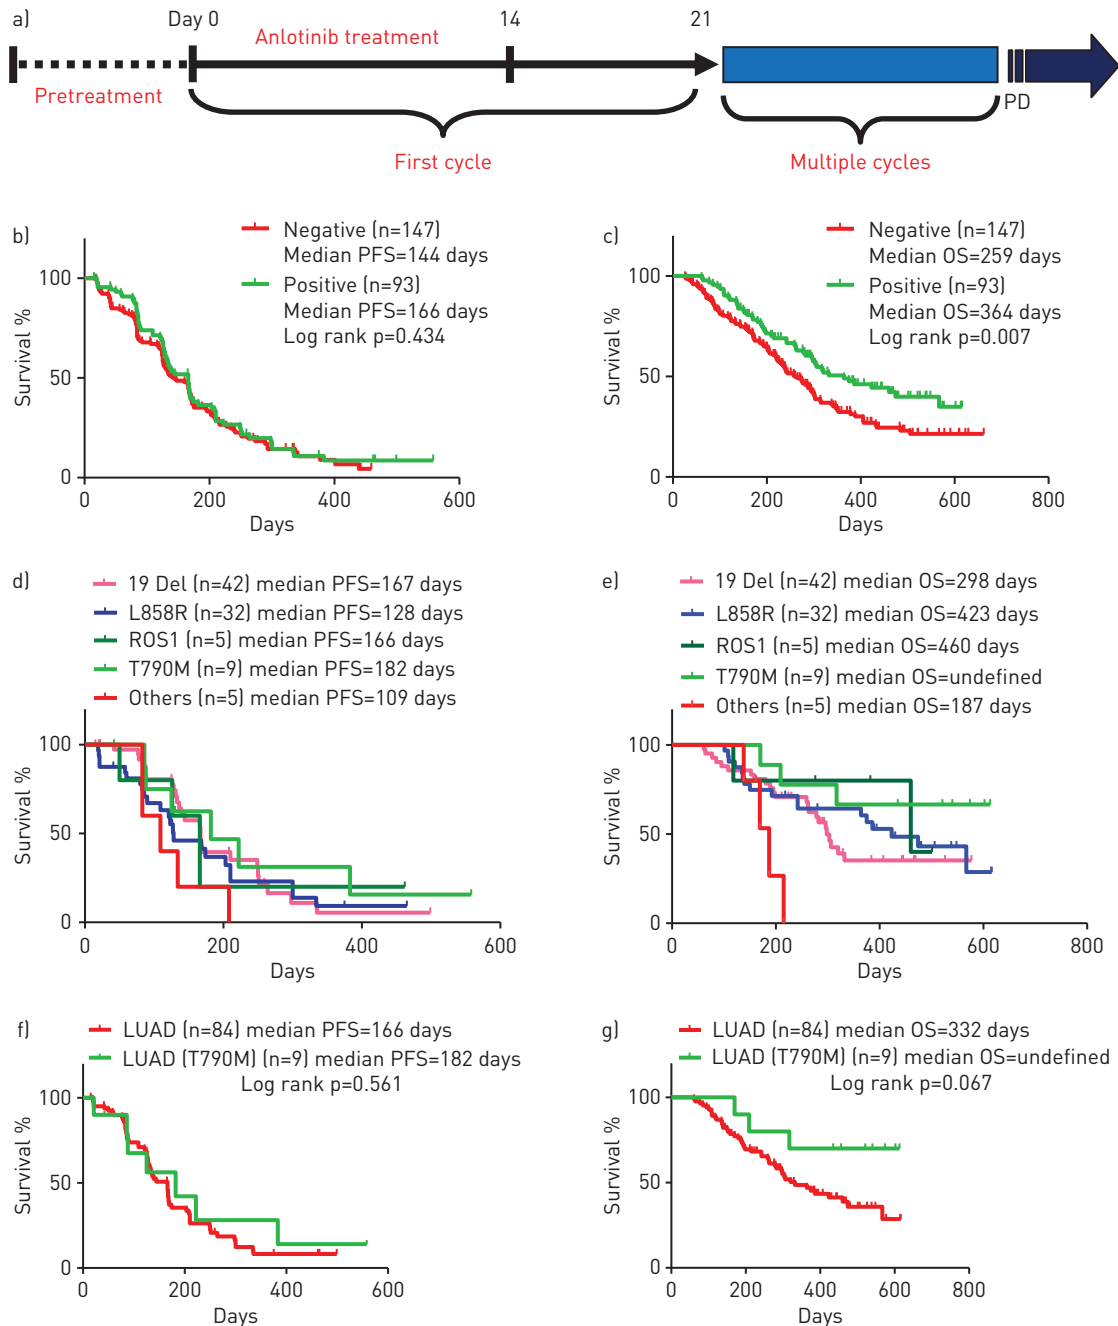 a)
Day 0
14
21
Anlotinib treatment
Pretreatment
PD
First cycle
Multiple cycles
b)
Negative (n=147)
Median PFS=144 days
Positive (n=93)
Median PFS=166 days
Log rank p=0.434
Survival %
100
50
0
0 200 400 600
Days
c)
Negative (n=147)
Median OS=259 days
Positive (n=93)
Median OS=364 days
Log rank p=0.007
Survival %
100
50
0
0 200 400 600 800
Days
d)
19 Del (n=42) median PFS=167 days
L858R (n=32) median PFS=128 days
ROS1 (n=5) median PFS=166 days
T790M (n=9) median PFS=182 days
Others (n=5) median PFS=109 days
Survival %
100
50
0
0 200 400 600
Days
e)
19 Del (n=42) median OS=298 days
L858R (n=32) median OS=423 days
ROS1 (n=5) median OS=460 days
T790M (n=9) median OS=undefined
Others (n=5) median OS=187 days
Survival %
100
50
0
0 200 400 600 800
Days
f)
LUAD (n=84) median PFS=166 days
LUAD (T790M) (n=9) median PFS=182 days
Log rank p=0.561
Survival %
100
50
0
0 200 400 600
Days
g)
LUAD (n=84) median OS=332 days
LUAD (T790M) (n=9) median OS=undefined
Log rank p=0.067
Survival %
100
50
0
0 200 400 600 800
Days